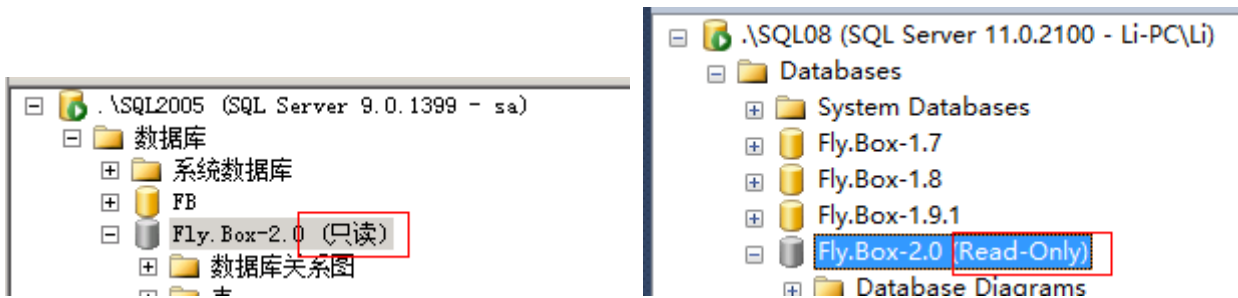 .\SQL2005 (SQL Server 9.0.1399 - sa)
数据库
系统数据库
FB
Fly.Box-2.0 (只读)
数据库关系图
.\SQL08 (SQL Server 11.0.2100 - Li-PC\Li)
Databases
System Databases
Fly.Box-1.7
Fly.Box-1.8
Fly.Box-1.9.1
Fly.Box-2.0 (Read-Only)
Database Diagrams